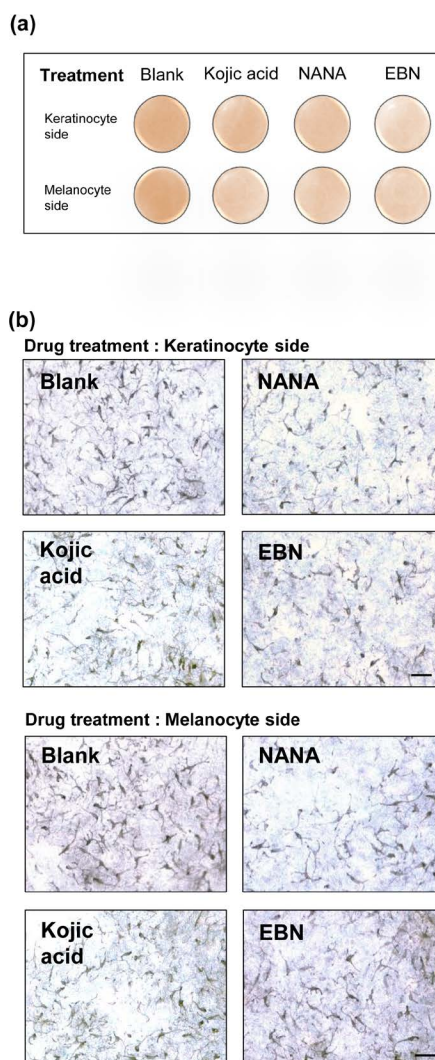 (a)
Treatment Blank Kojic acid NANA EBN
Keratinocyte
side
Melanocyte
side
(b)
Drug treatment : Keratinocyte side
Blank NANA
Kojic EBN
acid
Drug treatment : Melanocyte side
Blank NANA
Kojic EBN
acid